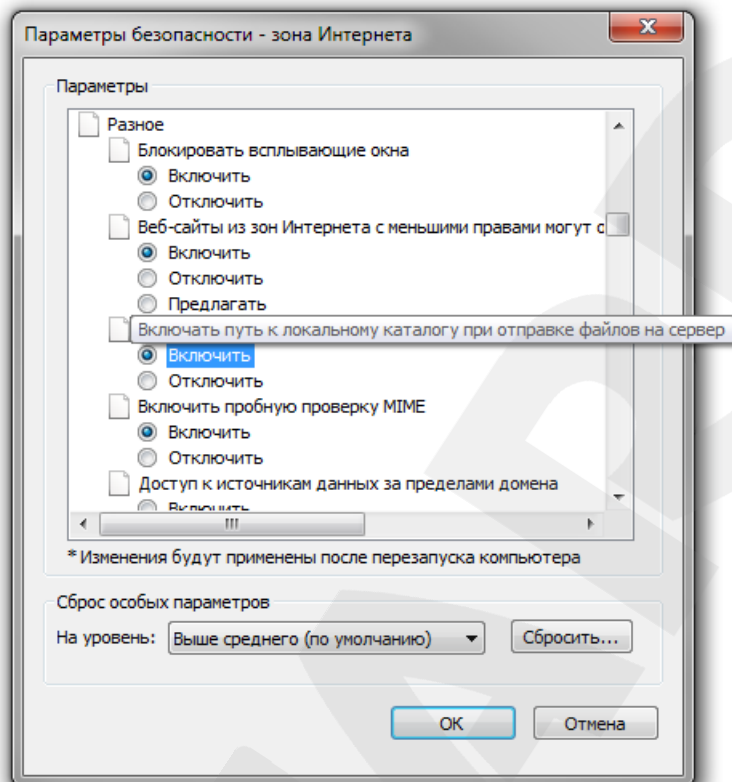 Параметры безопасности - зона Интернета
Параметры
Разное
Блокировать всплывающие окна
Включить
Отключить
Веб-сайты из зон Интернета с меньшими правами могут
Включить
Отключить
Предлагать
Включать путь к локальному каталогу при отправке файлов на сервер
Включить
Отключить
Включить пробную проверку MIME
Включить
Отключить
Доступ к источникам данных за пределами домена
Включить
* Изменения будут применены после перезапуска компьютера
Сброс особых параметров
На уровень: Выше среднего (по умолчанию) Сбросить...
ОК Отмена